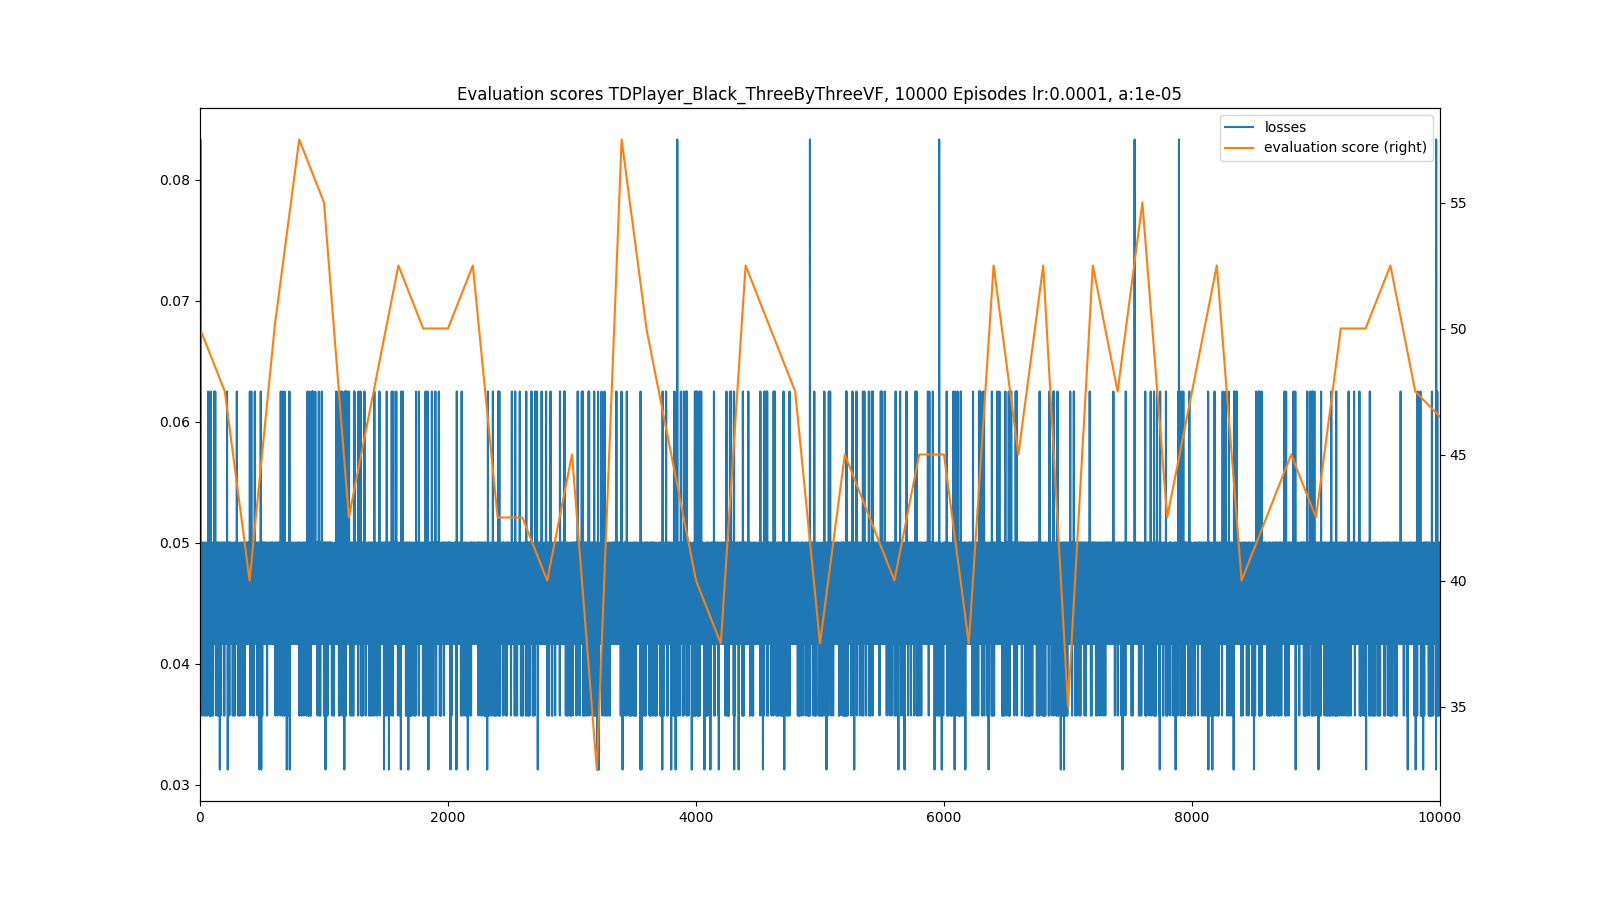 Evaluation scores TDPlayer_Black_ThreeByThreeVF, 10000 Episodes lr:0.0001, a:1e-05
losses
evaluation score (right)
0.08
0.07
0.06
0.05
0.04
0.03
55
50
45
40
35
0 2000 4000 6000 8000 10000